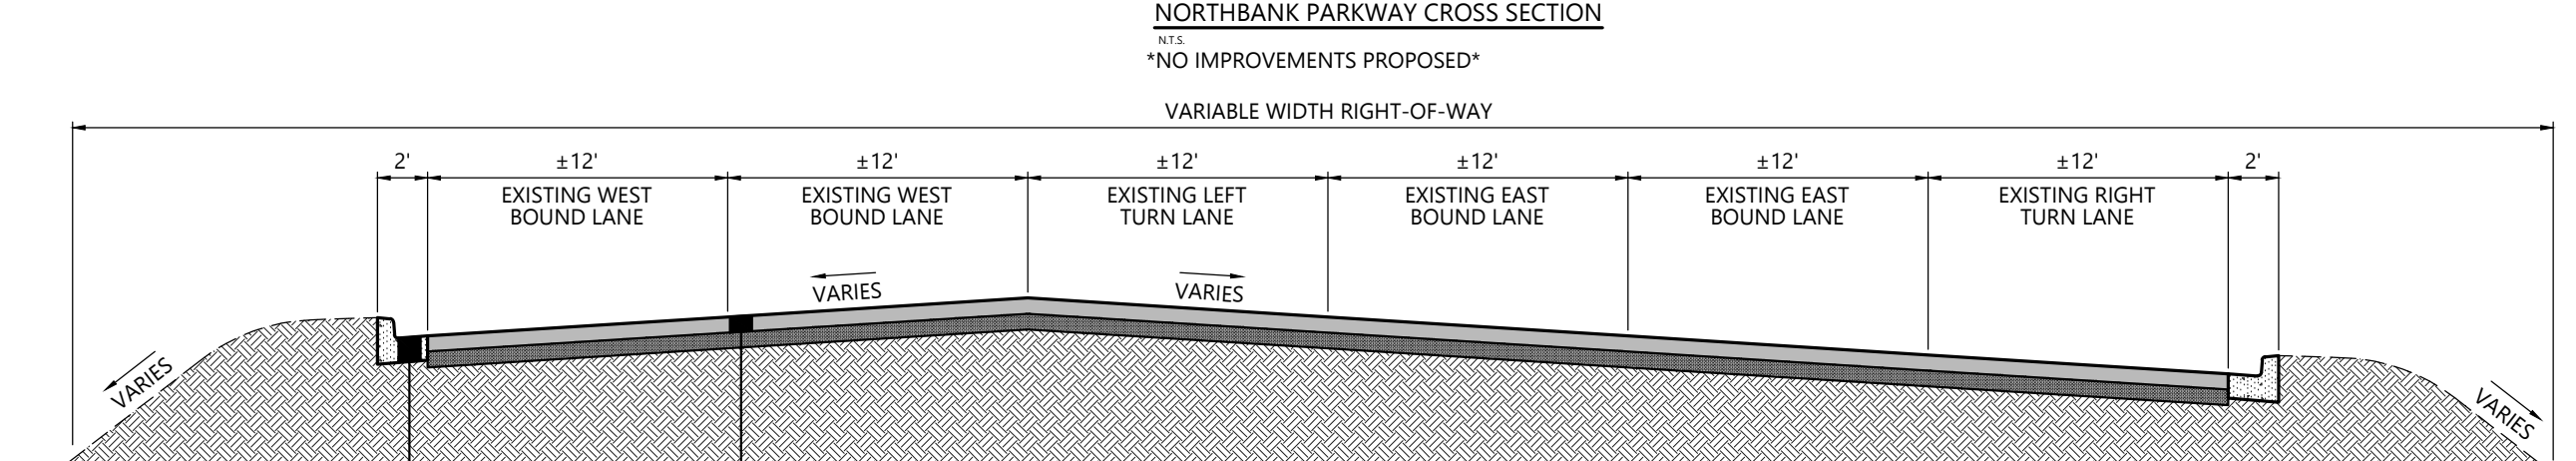 NORTHBANK PARKWAY CROSS SECTION
N.T.S.
*NO IMPROVEMENTS PROPOSED*
VARIABLE WIDTH RIGHT-OF-WAY
2'
±12'
±12'
±12'
±12'
±12'
±12'
2'
EXISTING WEST
BOUND LANE
EXISTING WEST
BOUND LANE
EXISTING LEFT
TURN LANE
EXISTING EAST
BOUND LANE
EXISTING EAST
BOUND LANE
EXISTING RIGHT
TURN LANE
VARIES
VARIES
VARIES
VARIES